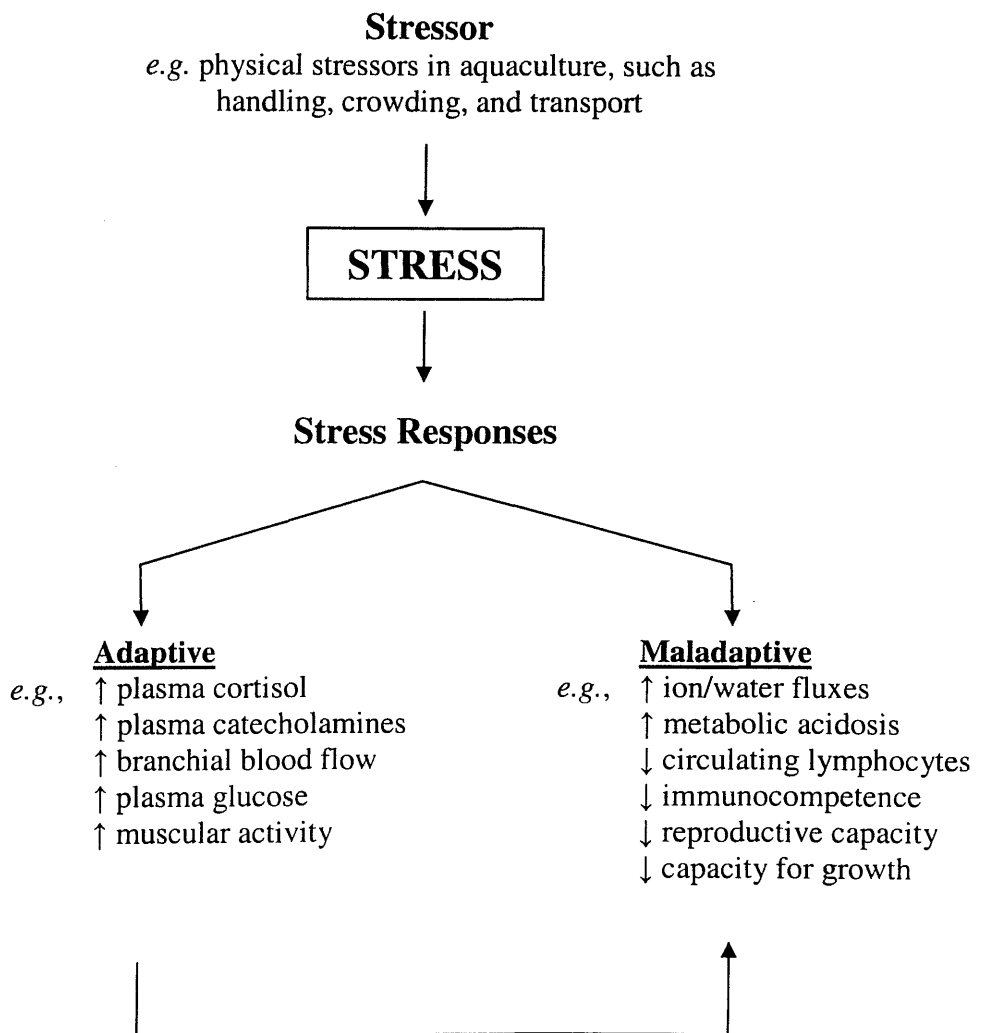 Stressor
e.g. physical stressors in aquaculture, such as
handling, crowding, and transport
STRESS
Stress Responses
Adaptive
e.g., ↑ plasma cortisol
↑ plasma catecholamines
↑ branchial blood flow
↑ plasma glucose
↑ muscular activity
Maladaptive
e.g., ↑ ion/water fluxes
↑ metabolic acidosis
↓ circulating lymphocytes
↓ immunocompetence
↓ reproductive capacity
↓ capacity for growth